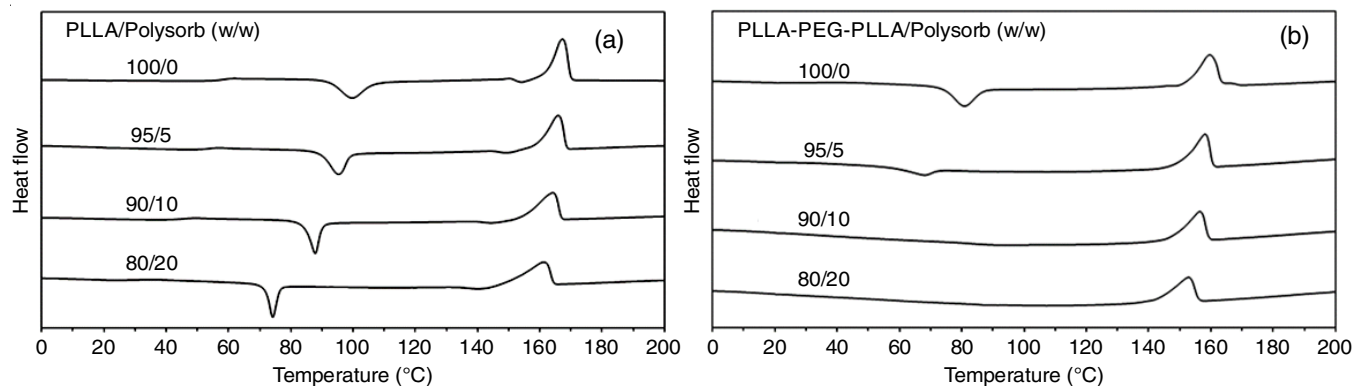 PLLA/Polysorb (w/w)
(a)
100/0
95/5
90/10
80/20
Heat flow
0 20 40 60 80 100 120 140 160 180 200
Temperature (°C)
PLLA-PEG-PLLA/Polysorb (w/w)
(b)
100/0
95/5
90/10
80/20
Heat flow
0 20 40 60 80 100 120 140 160 180 200
Temperature (°C)